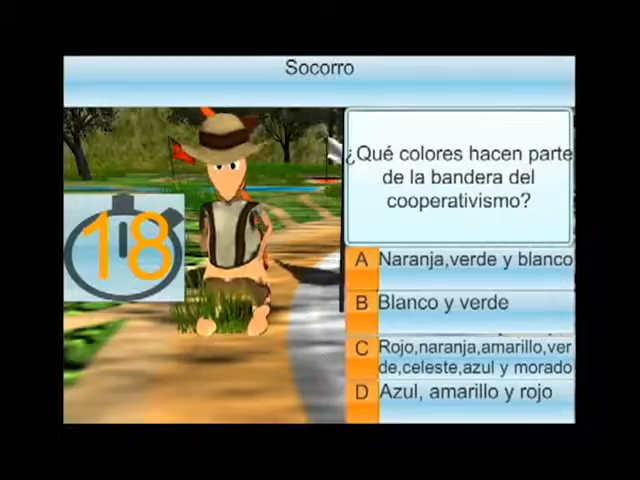 Socorro
¿Qué colores hacen parte
de la bandera del
cooperativismo?
18
A Naranja,verde y blanco
B Blanco y verde
C Rojo,naranja,amarillo,ver
de,celeste,azul y morado
D Azul, amarillo y rojo